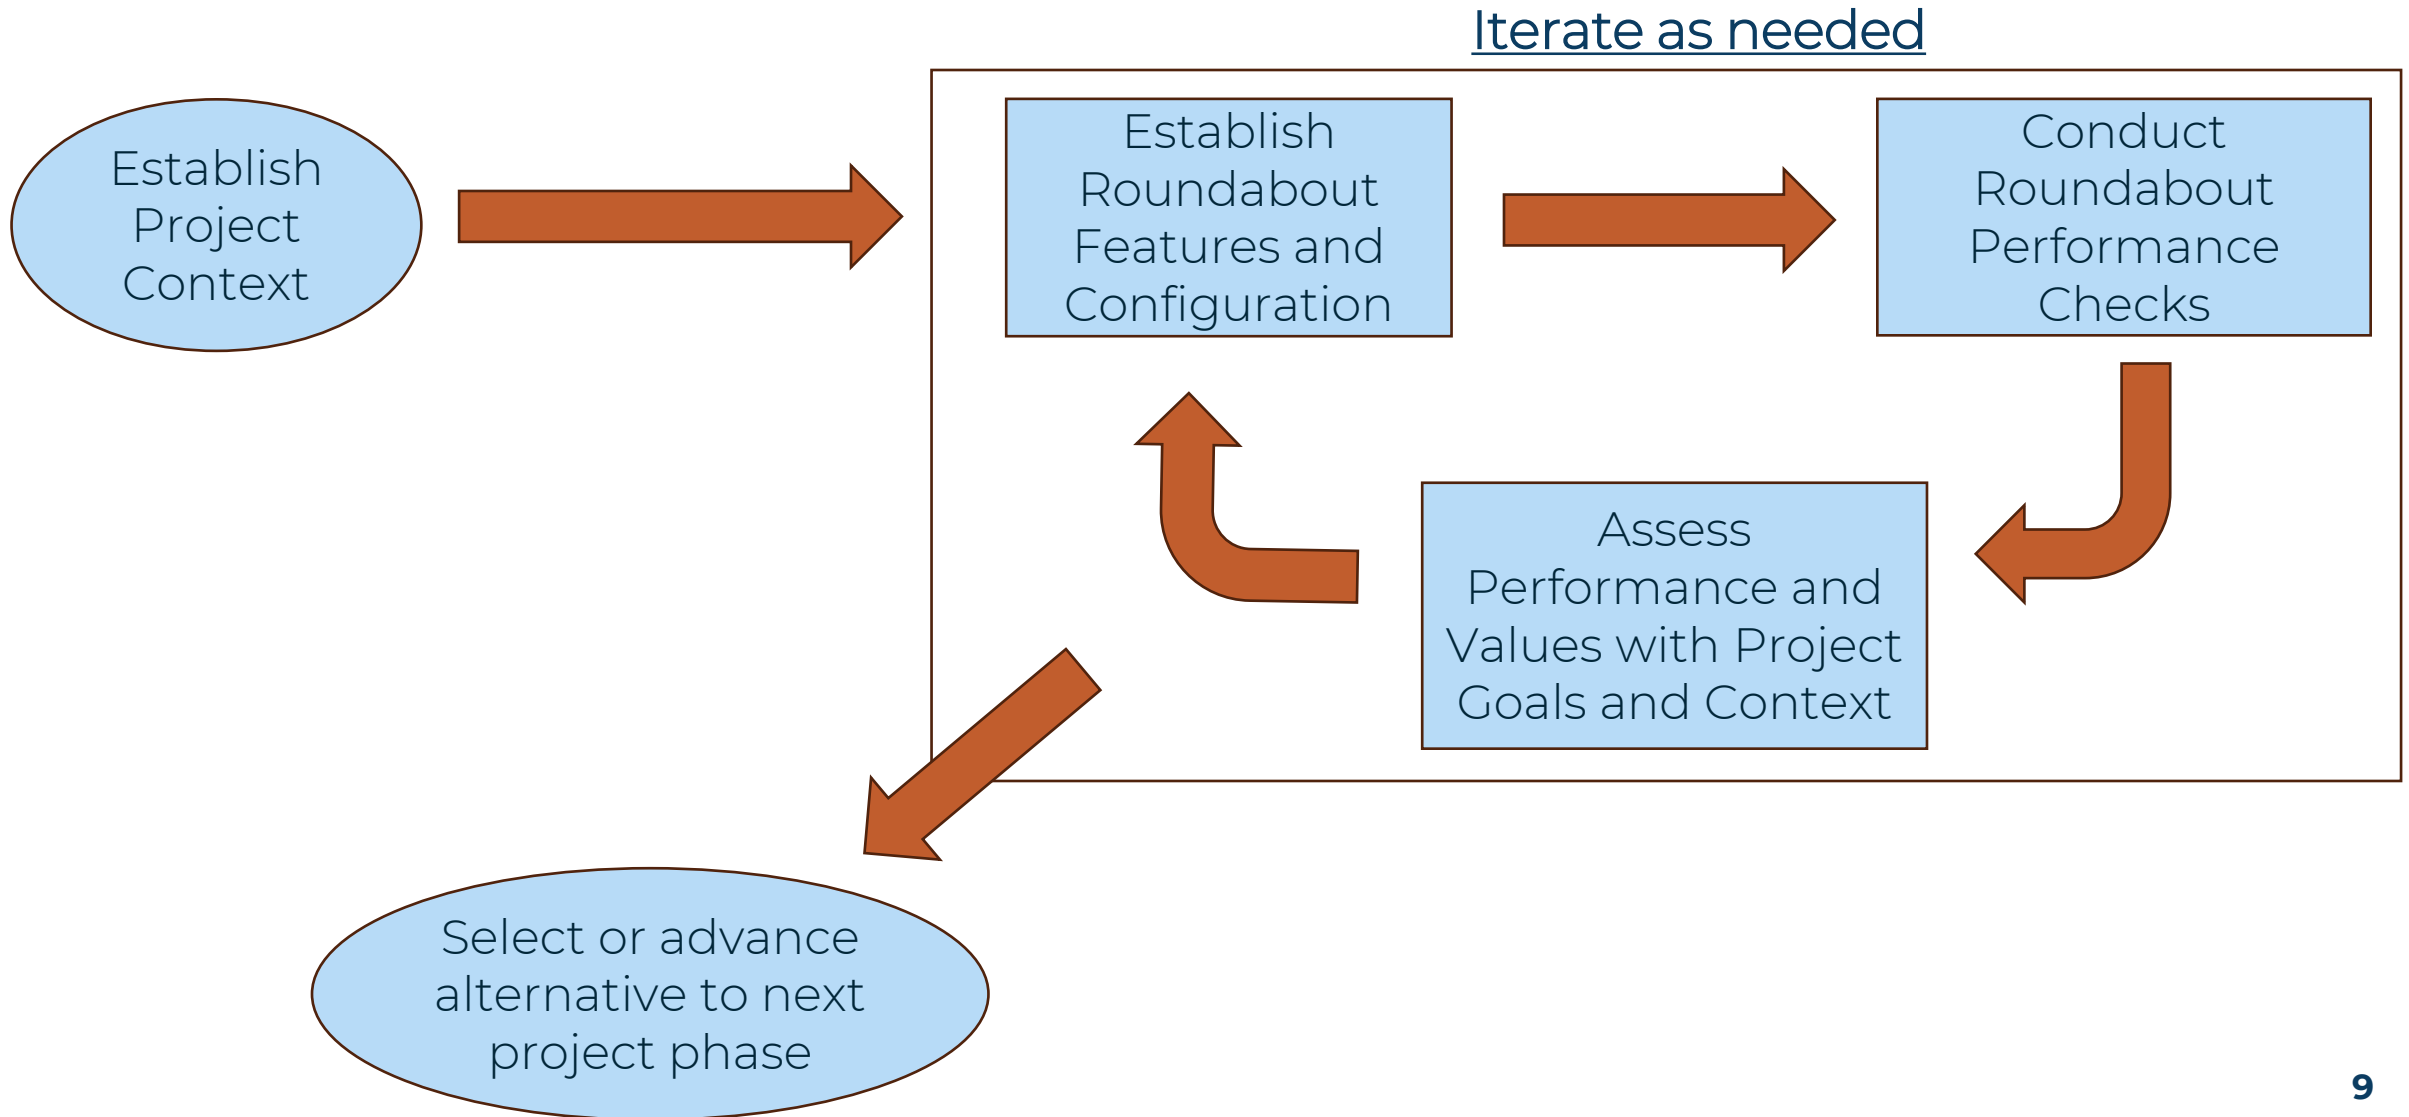 Iterate as needed
Establish
Project
Context
Establish
Roundabout
Features and
Configuration
Conduct
Roundabout
Performance
Checks
Assess
Performance and
Values with Project
Goals and Context
Select or advance
alternative to next
project phase
9